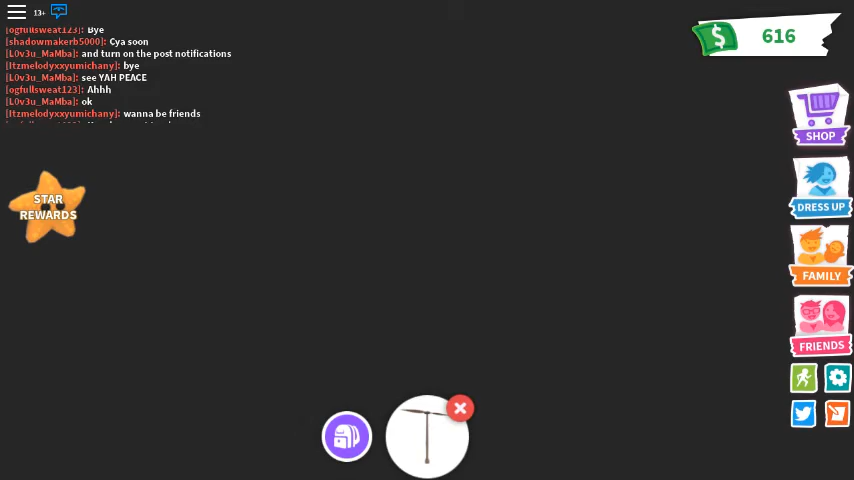 13+
[ogfullsweat123]: Bye
[shadowmakerb5000]: Cya soon
[L0v3u_MaMba]: and turn on the post notifications
[Itzmelodyxxyumichany]: bye
[L0v3u_MaMba]: see YAH PEACE
[ogfullsweat123]: Ahhh
[L0v3u_MaMba]: ok
[Itzmelodyxxyumichany]: wanna be friends
616
SHOP
STAR
REWARDS
DRESS UP
FAMILY
FRIENDS